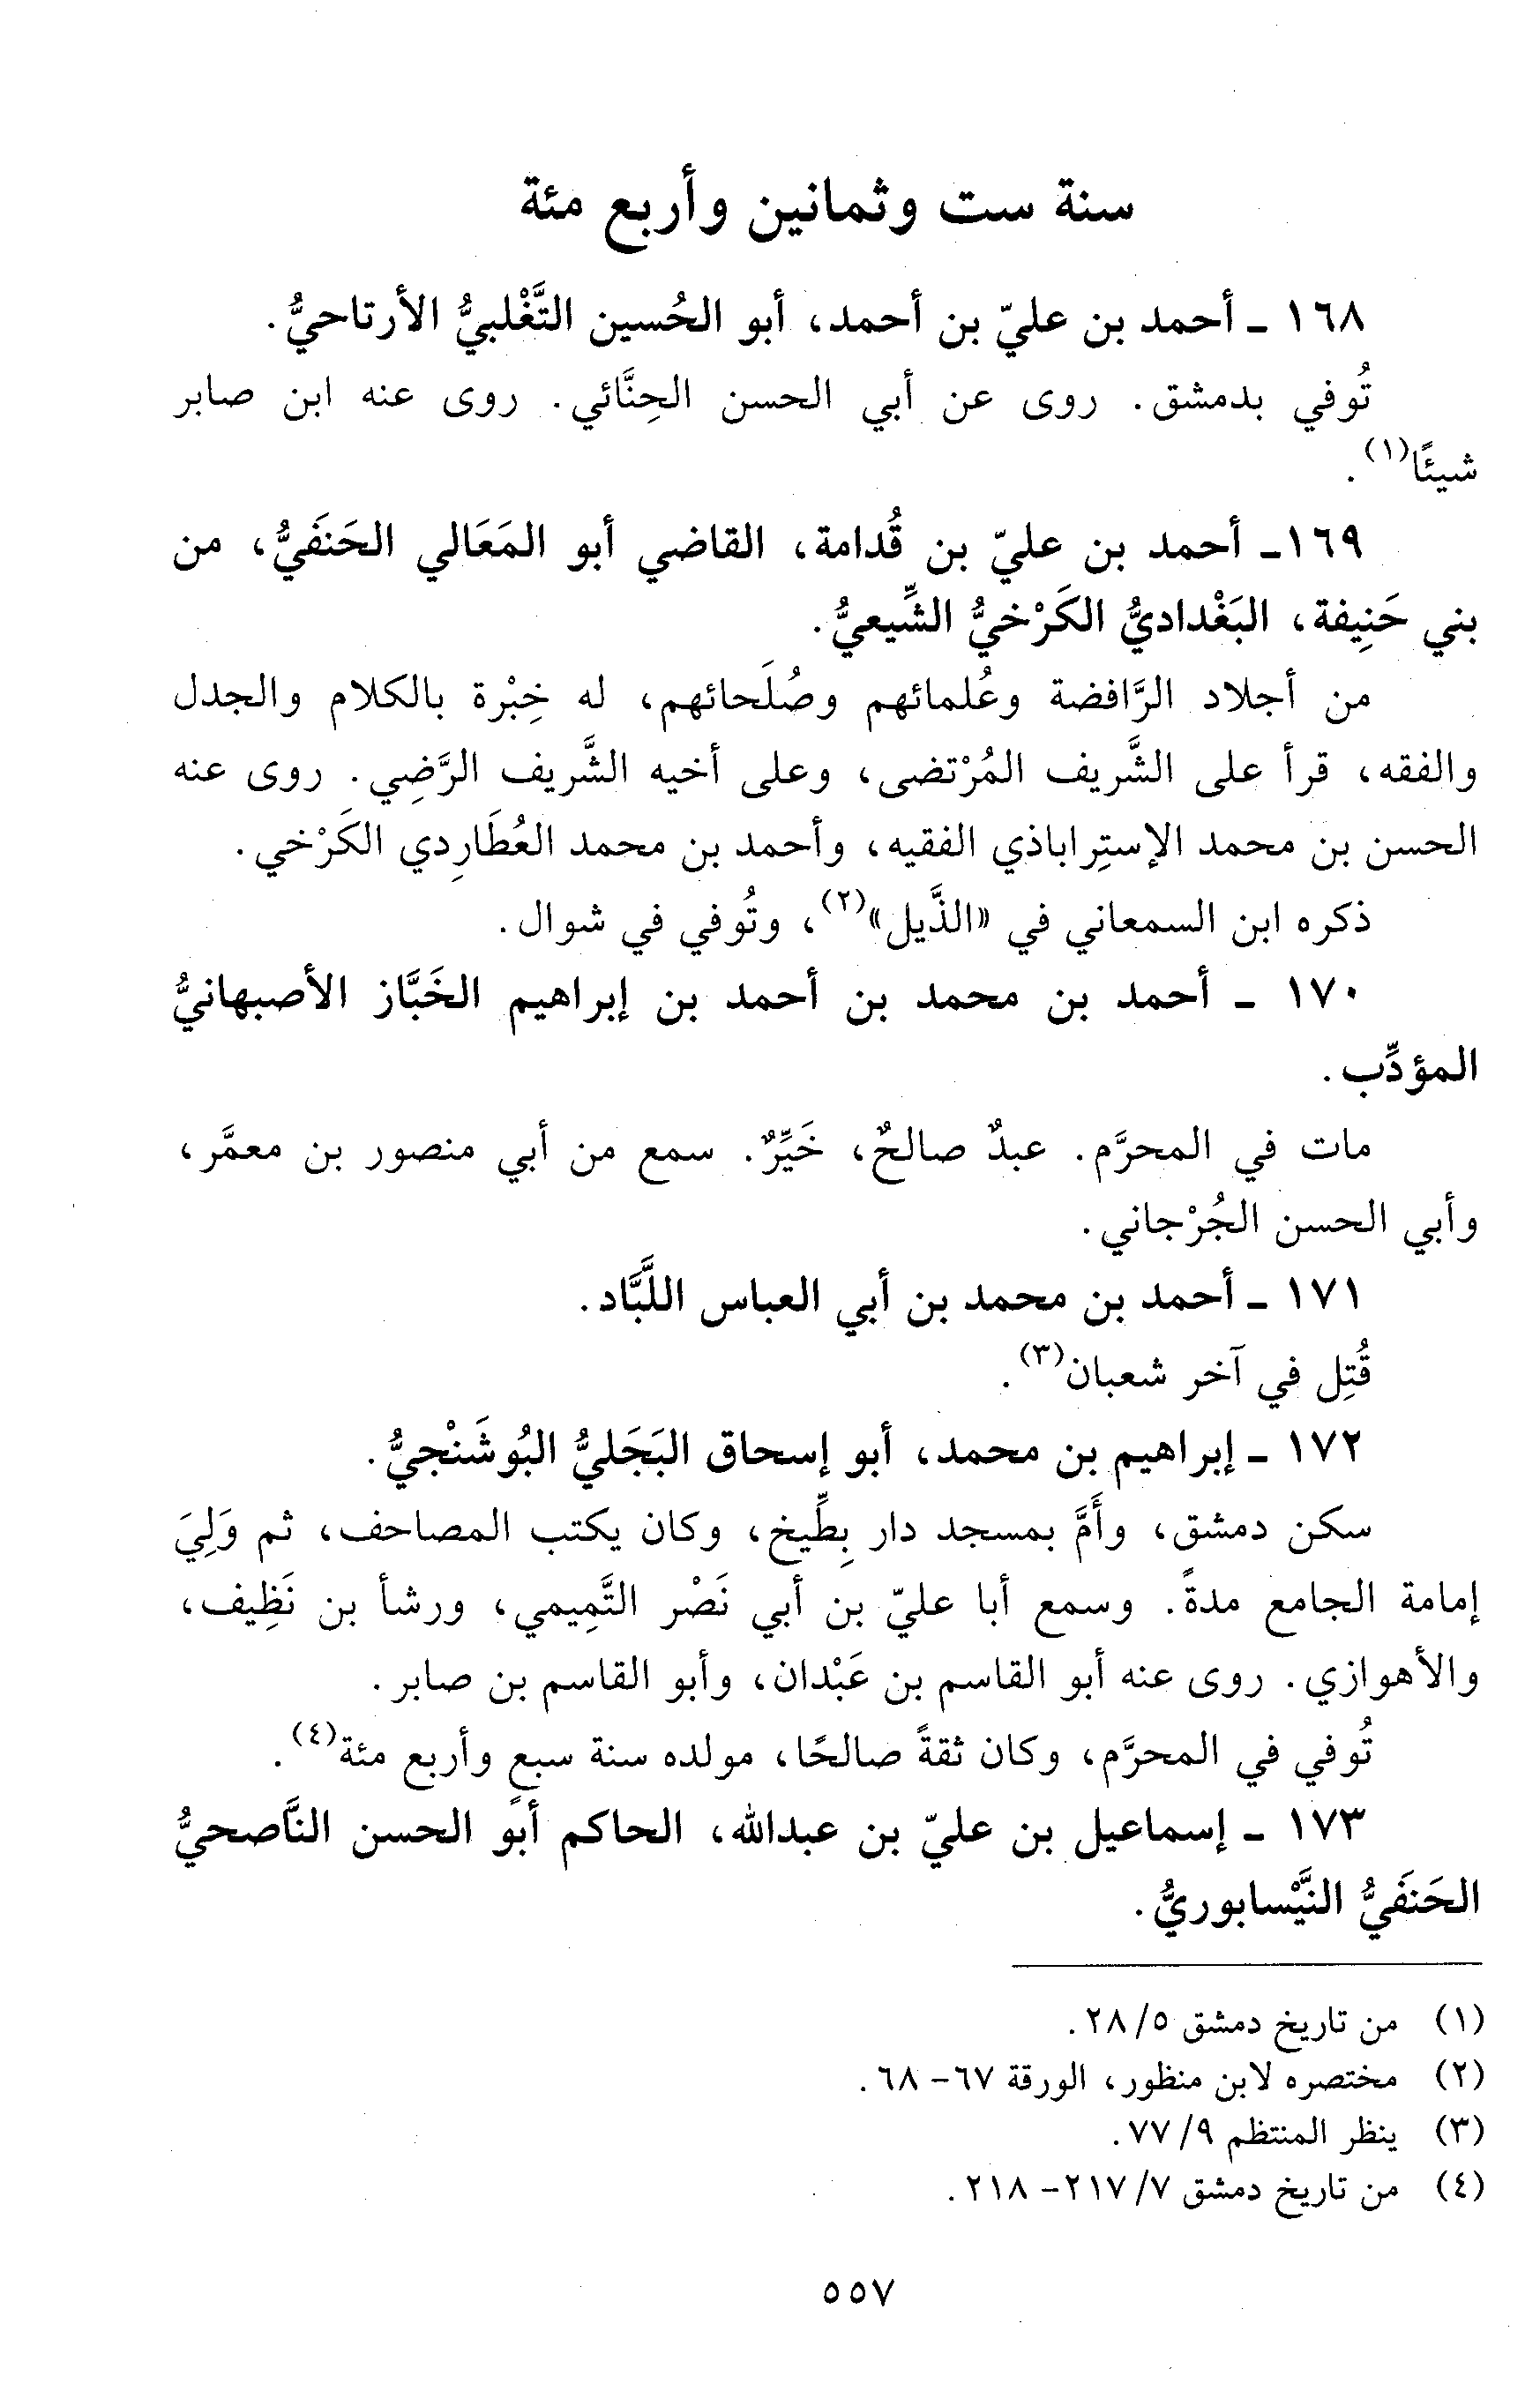 سنة ست وثمانين وأربع مئة
١٦٨ - أحمد بن عليّ بن أحمد، أبو الحُسين التَّغْلبيُّ الأرتاحيُّ.
تُوفي بدمشق. روى عن أبي الحسن الحِنَّائي. روى عنه ابن صابر
شيئًا(١).
١٦٩- أحمد بن عليّ بن قُدامة، القاضي أبو المَعَالي الحَنفَيُّ، من
بني حَنِيفة، البَغْداديُّ الكَرْخيُّ الشِّيعيُّ.
من أجلاد الرَّافضة وعُلمائهم وصُلَحائهم، له خِبْرة بالكلام والجدل
والفقه، قرأ على الشَّريف المُرْتضى، وعلى أخيه الشَّريف الرَّضِي. روى عنه
الحسن بن محمد الإستِراباذي الفقيه، وأحمد بن محمد العُطَارِدي الكَرْخي.
ذكره ابن السمعاني في «الذَّيل»(٢)، وتُوفي في شوال.
١٧٠ - أحمد بن محمد بن أحمد بن إبراهيم الخَبَّاز الأصبهانيُّ
المؤدِّب.
مات في المحرَّم. عبدٌ صالحٌ، خَيِّرٌ. سمع من أبي منصور بن معمَّر،
وأبي الحسن الجُرْجاني.
١٧١ - أحمد بن محمد بن أبي العباس اللَّبَّاد.
قُتِل في آخر شعبان(٣).
١٧٢ - إبراهيم بن محمد، أبو إسحاق البَجَليُّ البُوشَنْجيُّ.
سكن دمشق، وأَمَّ بمسجد دار بِطِّيخ، وكان يكتب المصاحف، ثم وَلِيَ
إمامة الجامع مدةً. وسمع أبا عليّ بن أبي نَصْر التَّمِيمي، ورشأ بن نَظِيف،
والأهوازي. روى عنه أبو القاسم بن عَبْدان، وأبو القاسم بن صابر.
تُوفي في المحرَّم، وكان ثقةً صالحًا، مولده سنة سبعٍ وأربع مئة(٤).
١٧٣ - إسماعيل بن عليّ بن عبدالله، الحاكم أبو الحسن النَّاصحيُّ
الحَنفَيُّ النَّيْسابوريُّ.
(١) من تاريخ دمشق ٥/ ٢٨.
(٢) مختصره لابن منظور، الورقة ٦٧- ٦٨.
(٣) ينظر المنتظم ٩/ ٧٧.
(٤) من تاريخ دمشق ٧/ ٢١٧- ٢١٨.
٥٥٧